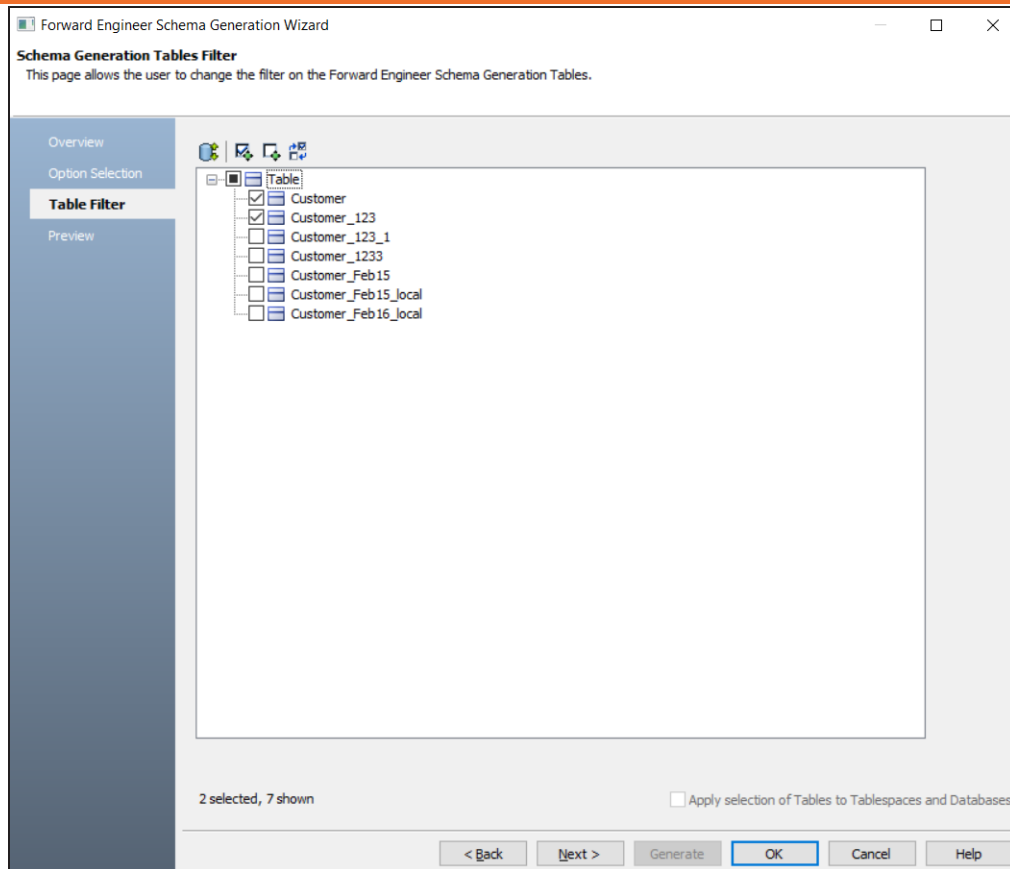 Forward Engineer Schema Generation Wizard
Schema Generation Tables Filter
This page allows the user to change the filter on the Forward Engineer Schema Generation Tables.
Overview
Option Selection
Table Filter
Preview
Table
Customer
Customer_123
Customer_123_1
Customer_1233
Customer_Feb15
Customer_Feb15_local
Customer_Feb16_local
2 selected, 7 shown
Apply selection of Tables to Tablespaces and Databases
< Back Next > Generate OK Cancel Help